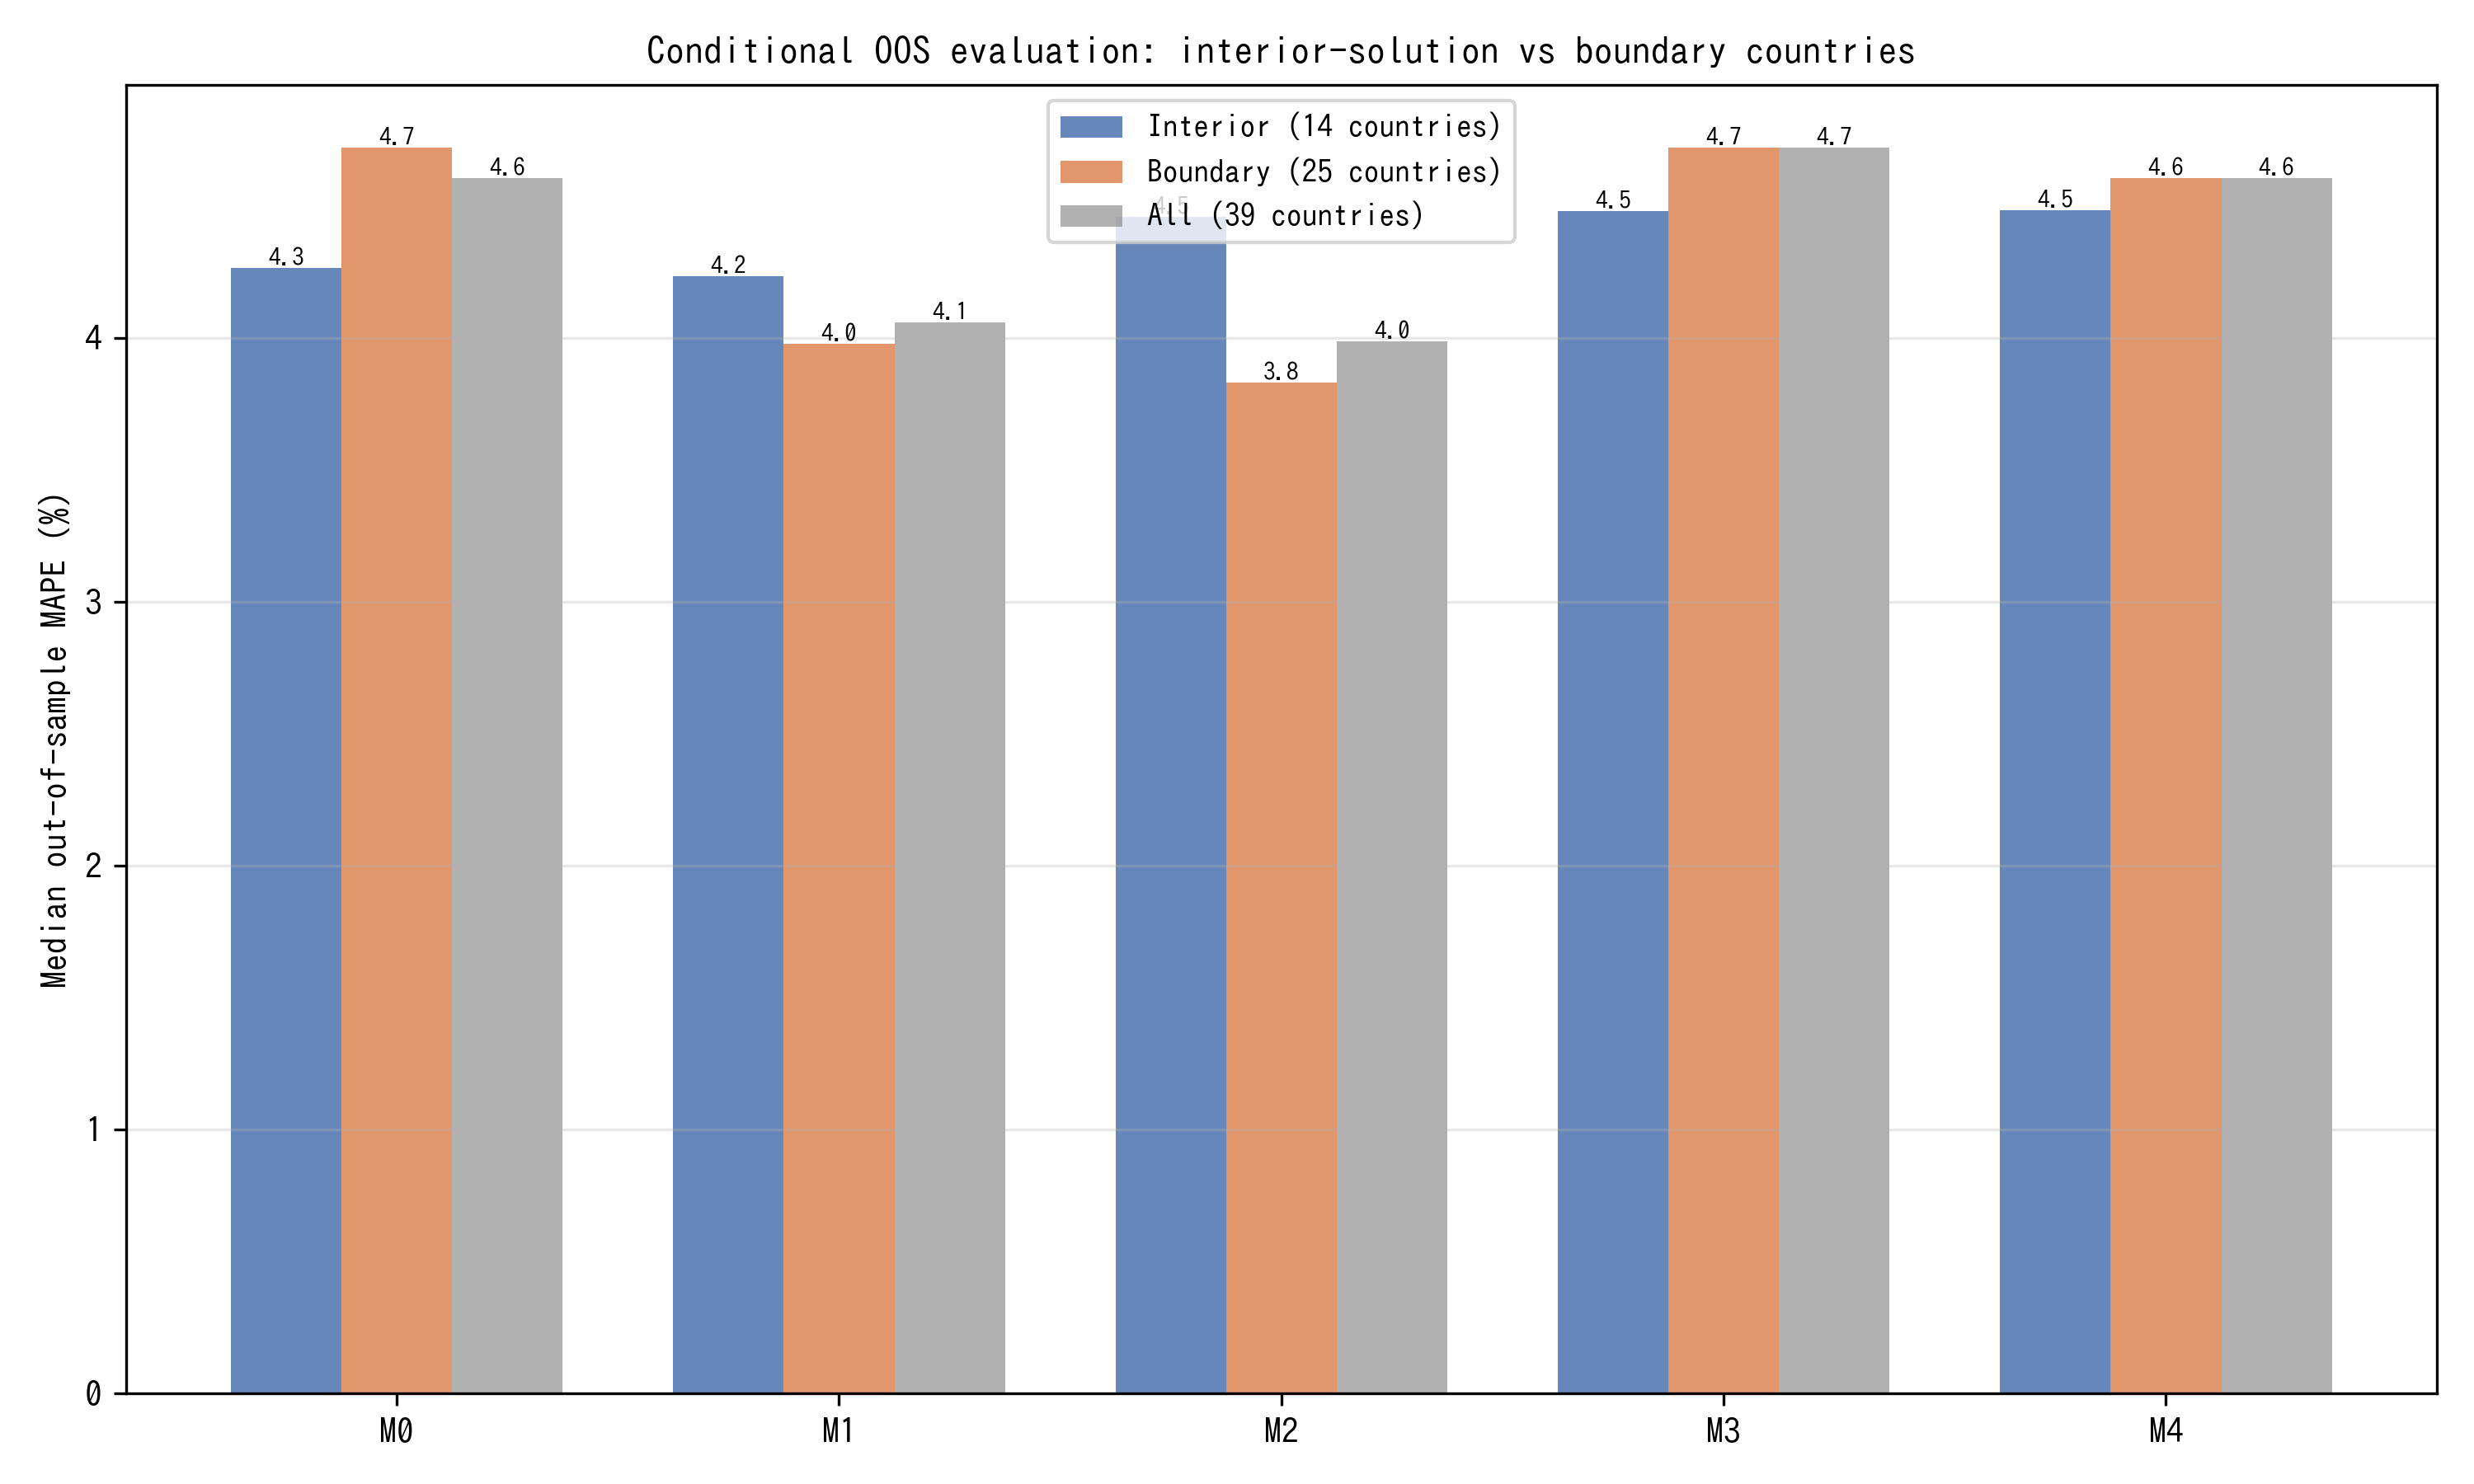 Conditional OOS evaluation: interior-solution vs boundary countries
Interior (14 countries)
Boundary (25 countries)
All (39 countries)
Median out-of-sample MAPE (%)
4
3
2
1
0
4.3
4.7
4.6
4.2
4.0
4.1
4.5
3.8
4.0
4.5
4.7
4.7
4.5
4.6
4.6
M0
M1
M2
M3
M4